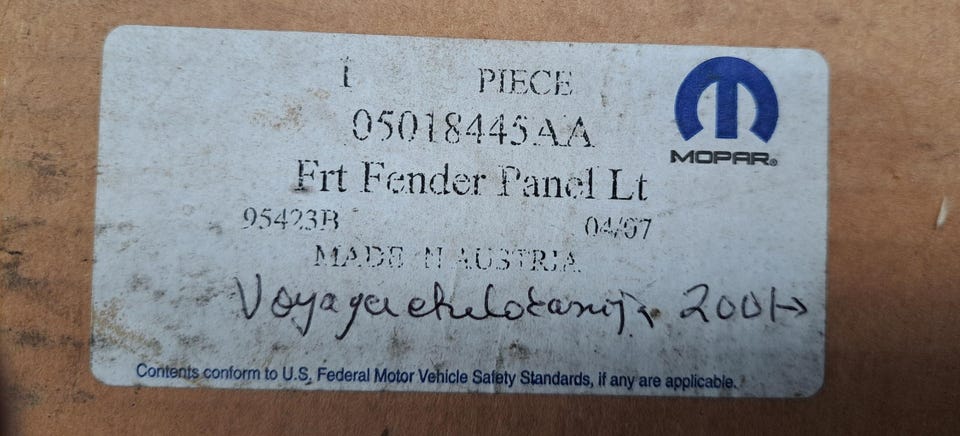 1 PIECE
05018445AA
Frt Fender Panel Lt
95423B 04/07
MADE IN AUSTRIA
MOPAR®
2001→
Contents conform to U.S. Federal Motor Vehicle Safety Standards, if any are applicable.